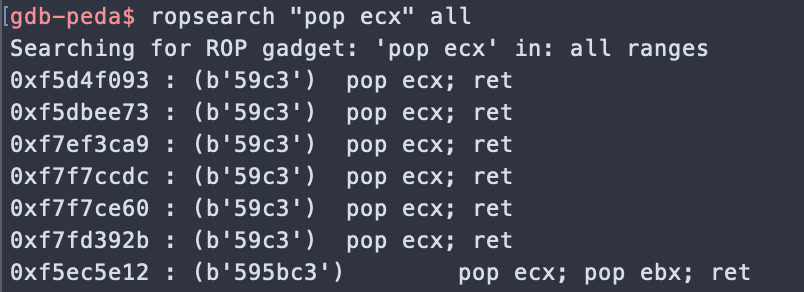 [gdb-peda$ ropsearch "pop ecx" all
Searching for ROP gadget: 'pop ecx' in: all ranges
0xf5d4f093 : (b'59c3')	pop ecx; ret
0xf5dbee73 : (b'59c3')	pop ecx; ret
0xf7ef3ca9 : (b'59c3')	pop ecx; ret
0xf7f7ccdc : (b'59c3')	pop ecx; ret
0xf7f7ce60 : (b'59c3')	pop ecx; ret
0xf7fd392b : (b'59c3')	pop ecx; ret
0xf5ec5e12 : (b'595bc3')	pop ecx; pop ebx; ret